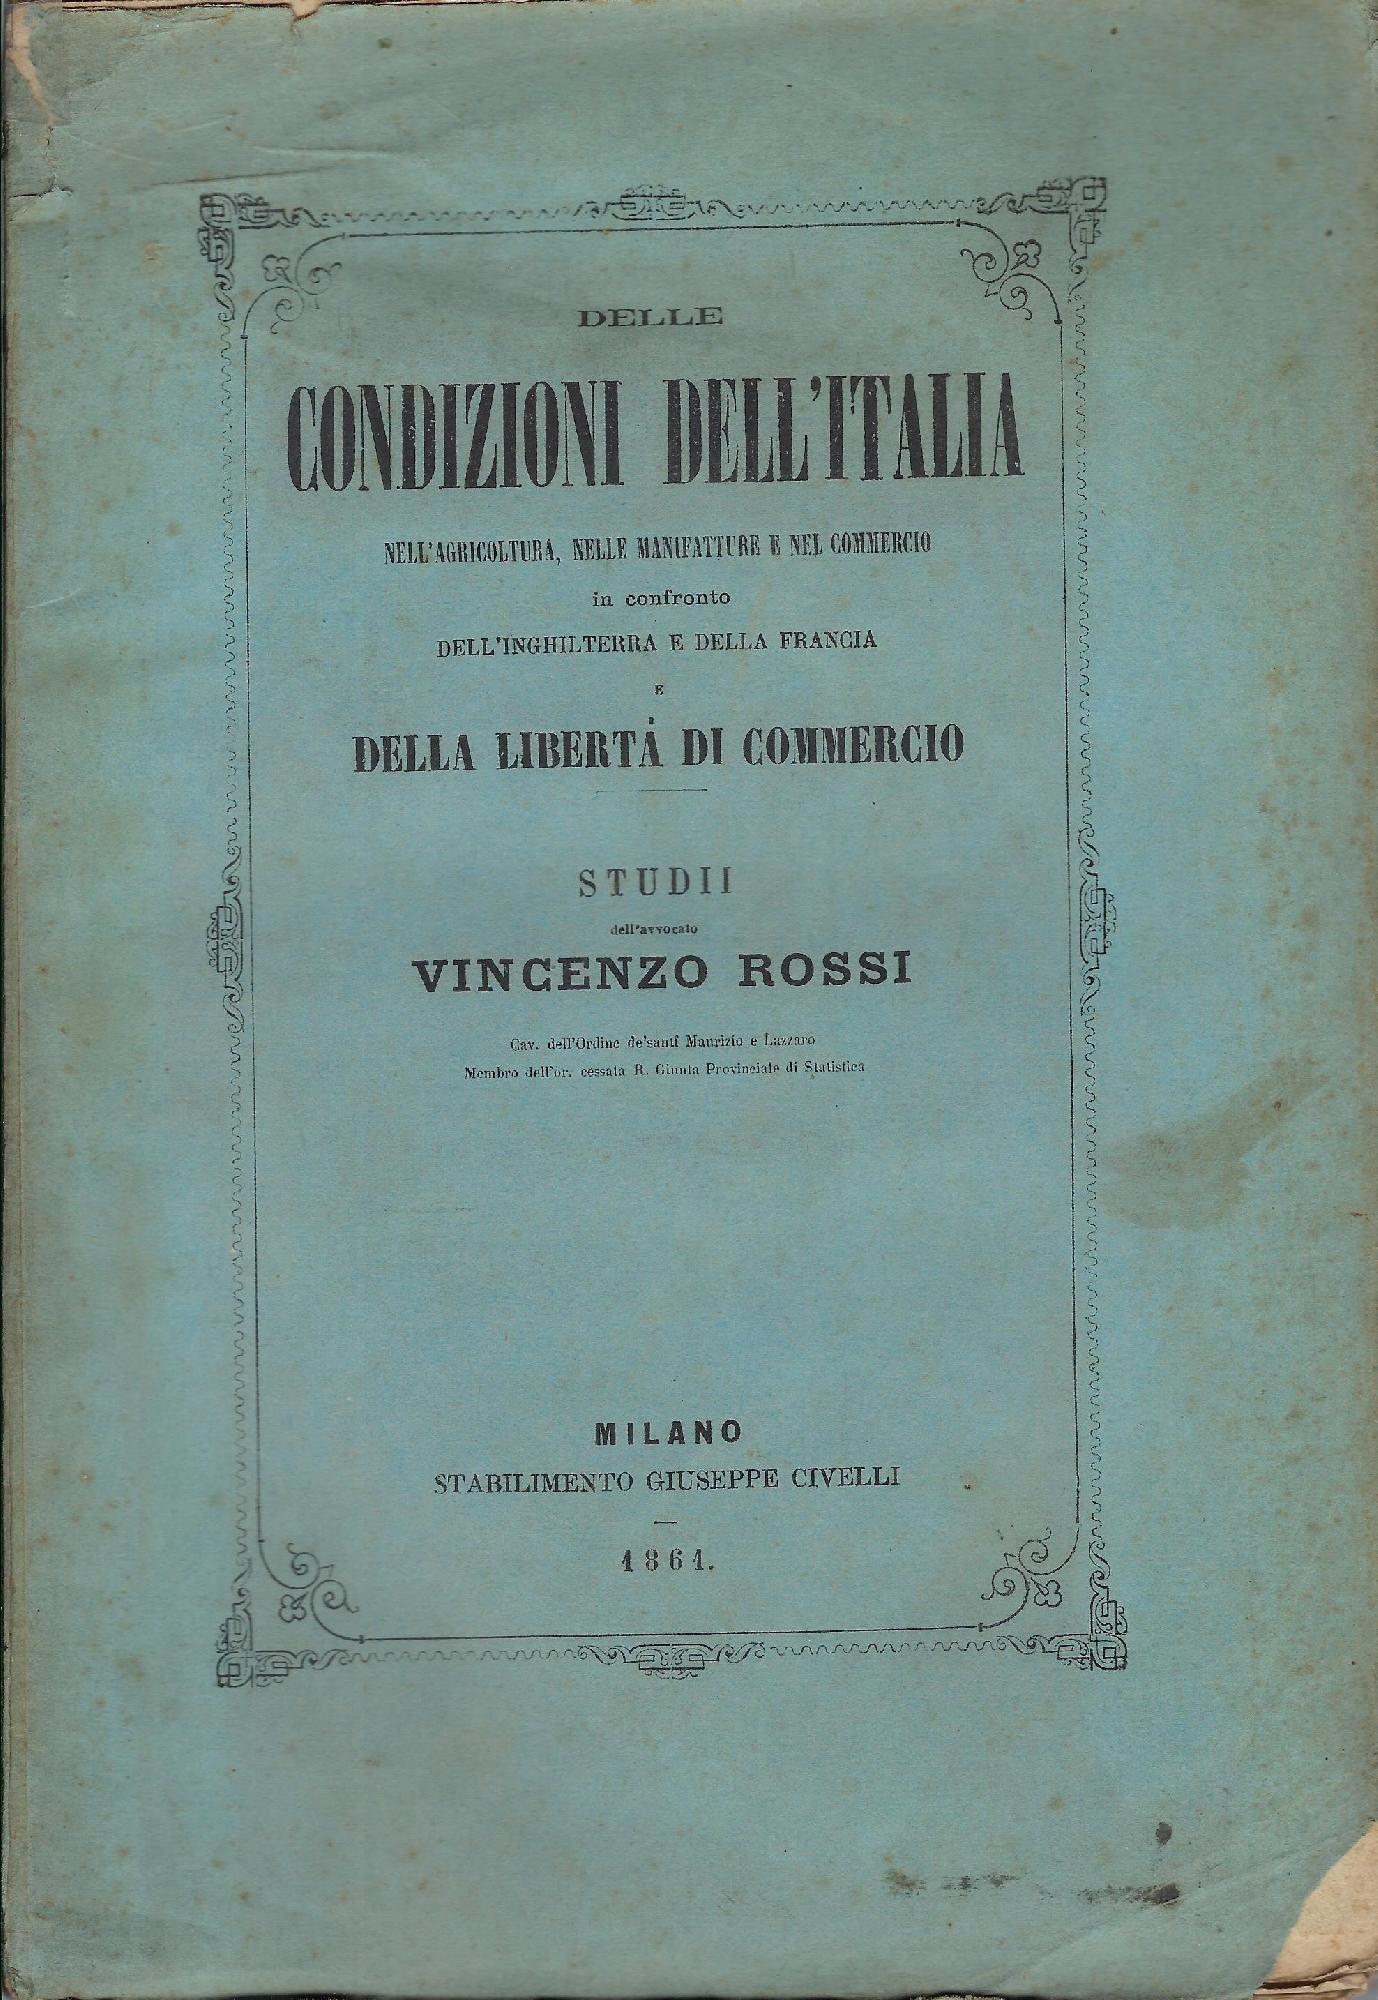 DELLE
CONDIZIONI DELL'ITALIA
NELL'AGRICOLTURA, NELLE MANIFATTURE E NEL COMMERCIO
in confronto
DELL'INGHILTERRA E DELLA FRANCIA
E
DELLA LIBERTÀ DI COMMERCIO
STUDII
dell'avvocato
VINCENZO ROSSI
Cav. dell'Ordine de'santi Maurizio e Lazzaro
Membro dell'or. cessata R. Giunta Provinciale di Statistica
MILANO
STABILIMENTO GIUSEPPE CIVELLI
1861.